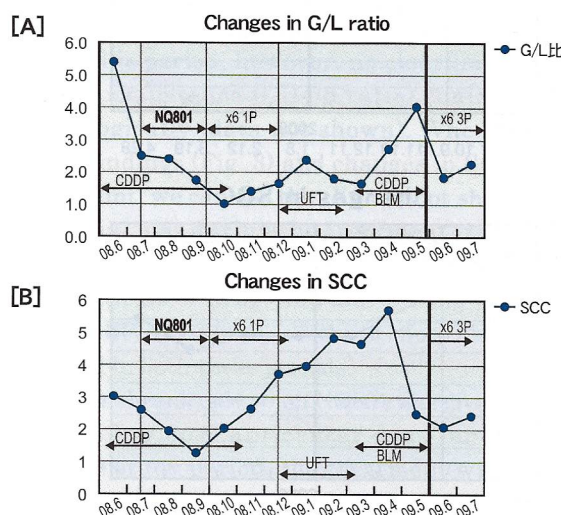 [A]
Changes in G/L ratio
6.0
5.0
4.0
3.0
2.0
1.0
0.0
NQ801
x6 1P
x6 3P
CDDP
UFT
CDDP
BLM
G/L比
08.6 08.7 08.8 08.9 08.10 08.11 08.12 09.1 09.2 09.3 09.4 09.5 09.6 09.7
[B]
Changes in SCC
6
5
4
3
2
1
0
NQ801
x6 1P
x6 3P
CDDP
UFT
CDDP
BLM
SCC
08.6 08.7 08.8 08.9 08.10 08.11 08.12 09.1 09.2 09.3 09.4 09.5 09.6 09.7